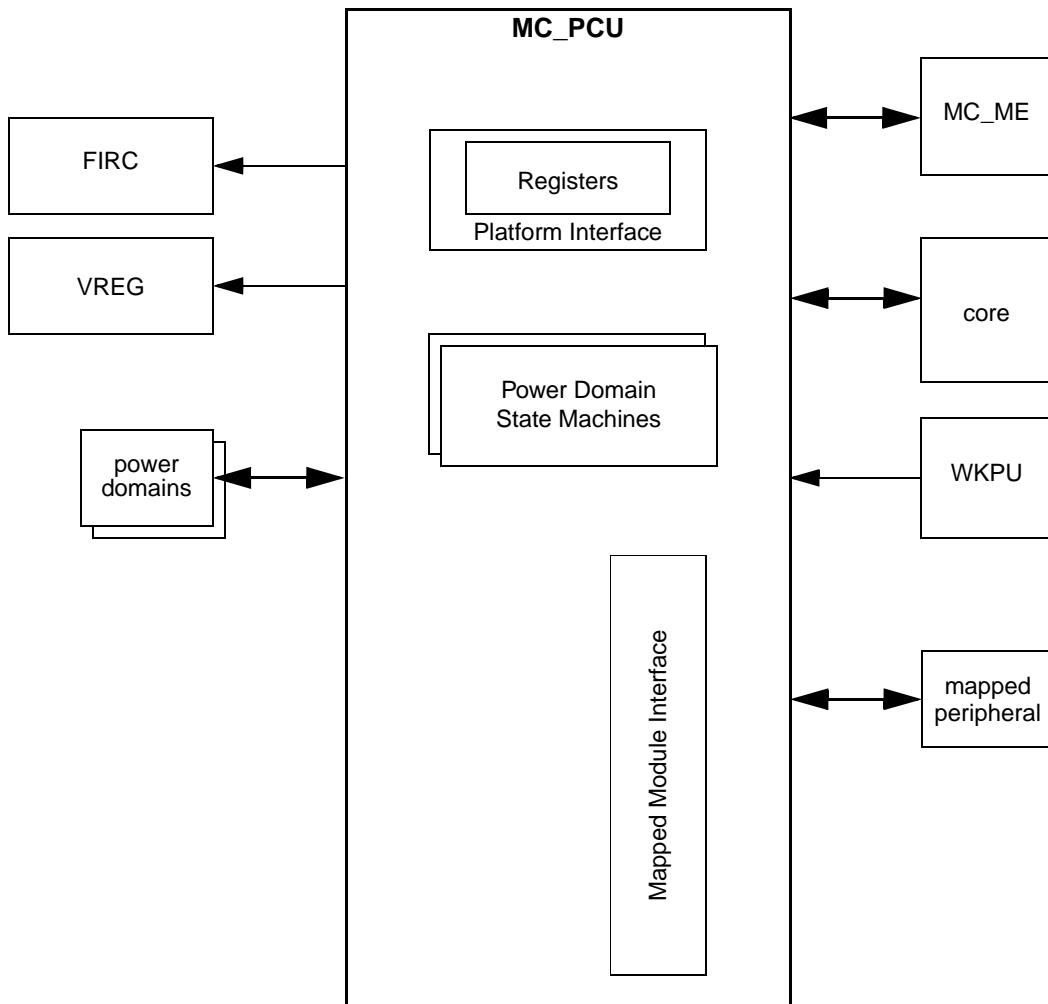 MC_PCU
FIRC
VREG
power
domains
Registers
Platform Interface
Power Domain
State Machines
Mapped Module Interface
MC_ME
core
WKPU
mapped
peripheral